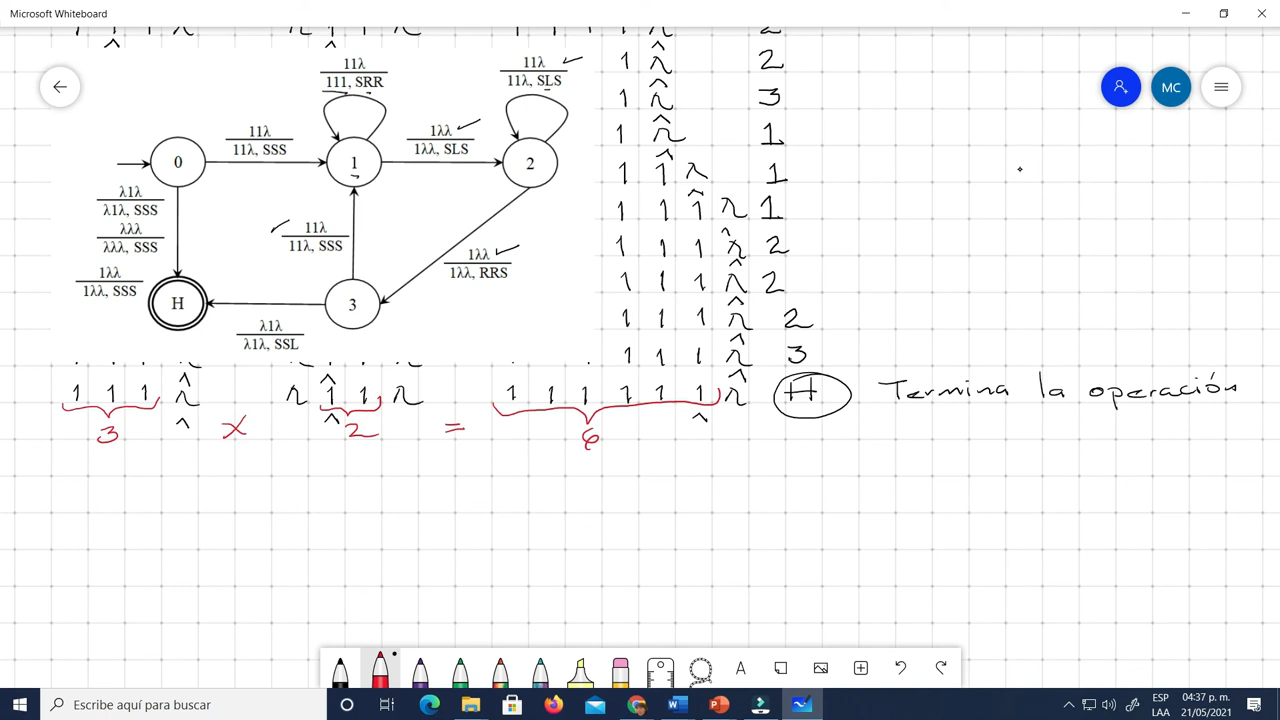 Microsoft Whiteboard
1 λ 2
1 λ 3
1 λ 1
1 1 λ 1
1 1 1 λ 1
1 1 1 λ 2
1 1 1 λ 2
1 1 1 λ 2
1 1 1 λ 3
11λ
111, SRR
11λ
11λ, SLS
11λ
11λ, SSS
1λλ
1λλ, SLS
0
1
2
λ1λ
λ1λ, SSS
λλλ
λλλ, SSS
1λλ
1λλ, SSS
11λ
11λ, SSS
1λλ
1λλ, RRS
H
3
λ1λ
λ1λ, SSL
1 1 1 λ λ 1 1 λ 1 1 1 1 1 1 λ H Termina la operación
3 x 2 = 6
MC
A
Escribe aquí para buscar
ESP
LAA
04:37 p. m.
21/05/2021